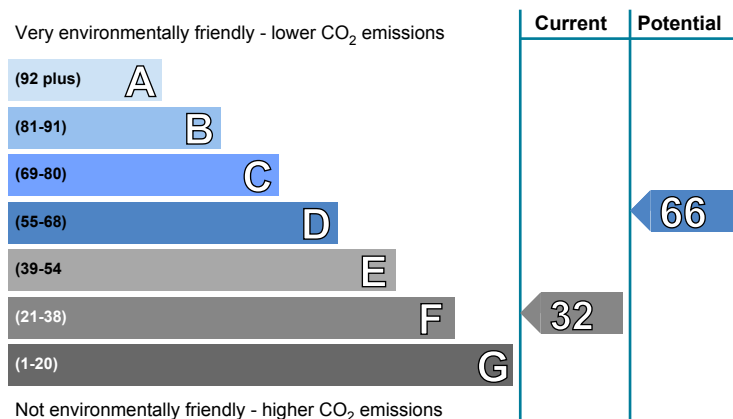 Very environmentally friendly - lower CO2 emissions
Current
Potential
(92 plus) A
(81-91) B
(69-80) C
(55-68) D
66
(39-54 E
(21-38) F
32
(1-20) G
Not environmentally friendly - higher CO2 emissions